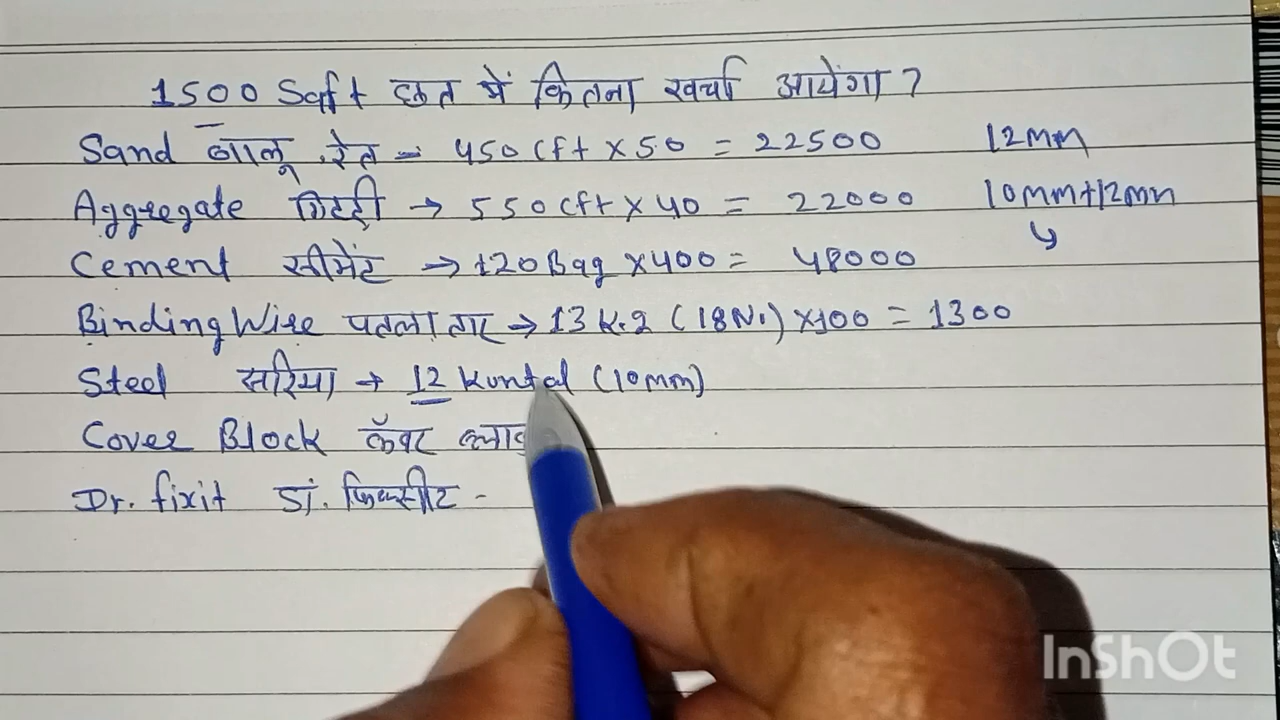 1500 Sqft छत में कितना खर्चा आयेंगा ?
Sand बालू रेत - 450 Cft x 50 = 22500 12mm
Aggregate गिट्टी → 550 Cft x 40 = 22000 10mm+12mm
Cement सीमेंट → 120 Bag x 400 = 48000
Binding Wire पतला तार → 13 K.g (18 N.) x 100 = 1300
Steel सरिया → 12 Kuntal (10mm)
Cover Block कॅवर
Dr. fixit डां. फिक्सीट -
InShOt